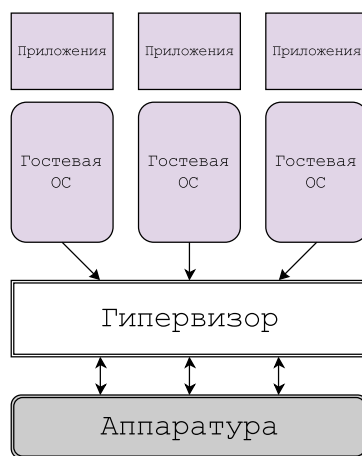 Приложения
Приложения
Приложения
Гостевая
ОС
Гостевая
ОС
Гостевая
ОС
Гипервизор
Аппаратура